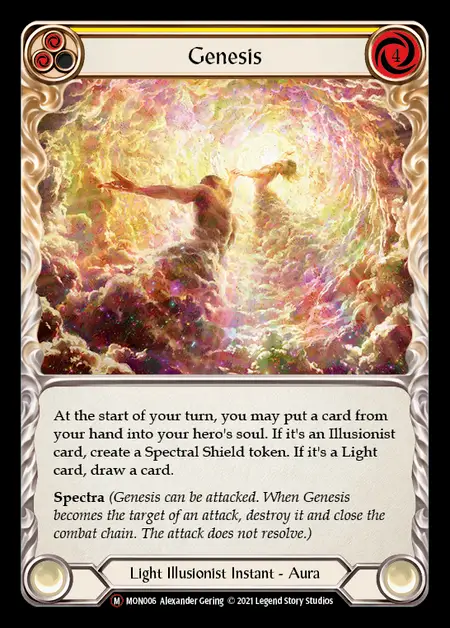 4
Genesis
At the start of your turn, you may put a card from
your hand into your hero's soul. If it's an Illusionist
card, create a Spectral Shield token. If it's a Light
card, draw a card.
Spectra (Genesis can be attacked. When Genesis
becomes the target of an attack, destroy it and close the
combat chain. The attack does not resolve.)
Light Illusionist Instant - Aura
M MON006 Alexander Gering © 2021 Legend Story Studios